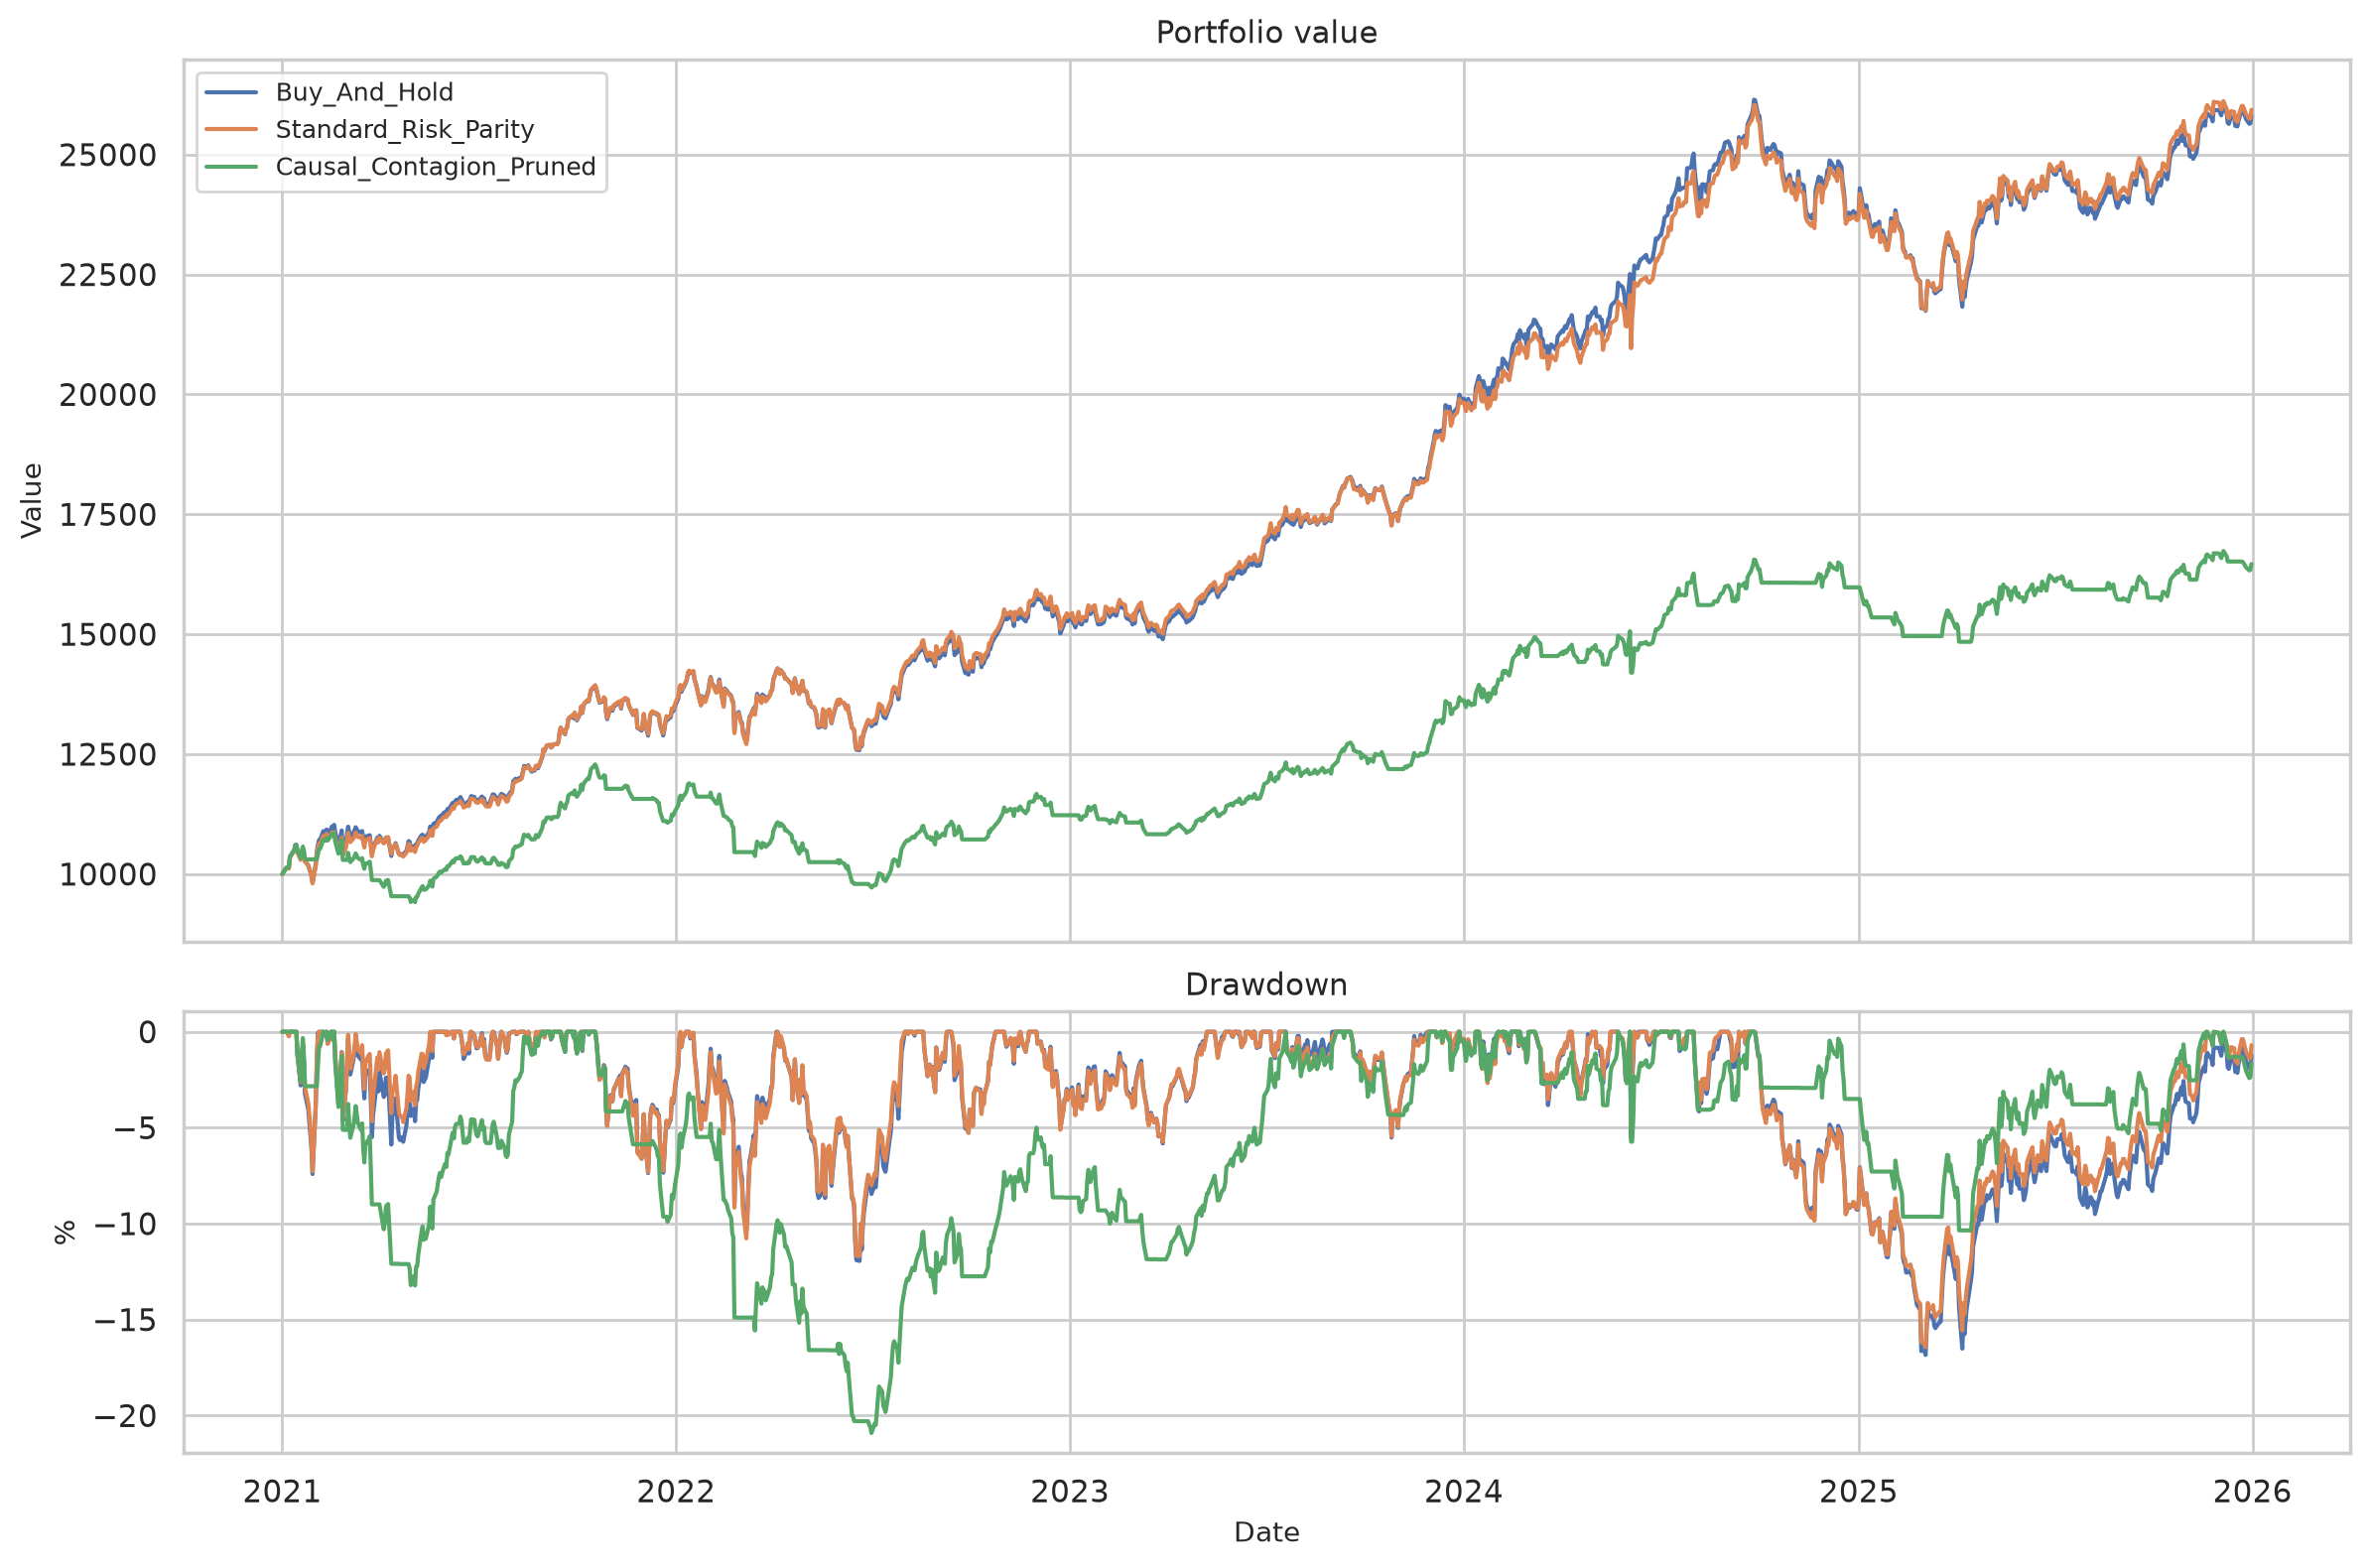 Portfolio value
Buy_And_Hold
Standard_Risk_Parity
Causal_Contagion_Pruned
25000
22500
20000
17500
15000
12500
10000
Value
Drawdown
0
−5
−10
−15
−20
%
2021
2022
2023
2024
2025
2026
Date